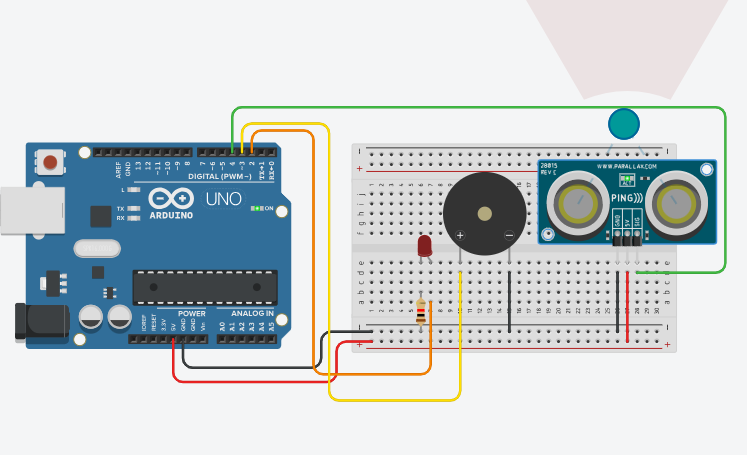 28015
REV C
WWW.PARALLAX.COM
ACT
PING)))
GND
5V
SIG
AREF
GND
13
12
~11
~10
~9
8
7
~6
~5
4
~3
2
TX→1
RX←0
DIGITAL (PWM~)
L
TX
RX
UNO
ARDUINO
ON
POWER
ANALOG IN
IOREF
RESET
3.3V
5V
GND
GND
Vin
A0
A1
A2
A3
A4
A5
+
-
j
i
h
g
f
e
d
c
b
a